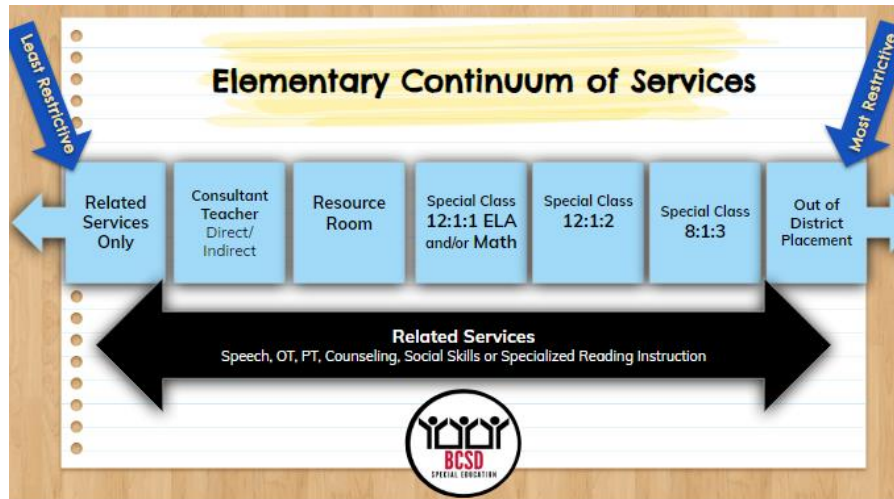 Least Restrictive
Elementary Continuum of Services
Most Restrictive
Related
Services
Only
Consultant
Teacher
Direct/
Indirect
Resource
Room
Special Class
12:1:1 ELA
and/or Math
Special Class
12:1:2
Special Class
8:1:3
Out of
District
Placement
Related Services
Speech, OT, PT, Counseling, Social Skills or Specialized Reading Instruction
BCSD
SPECIAL EDUCATION